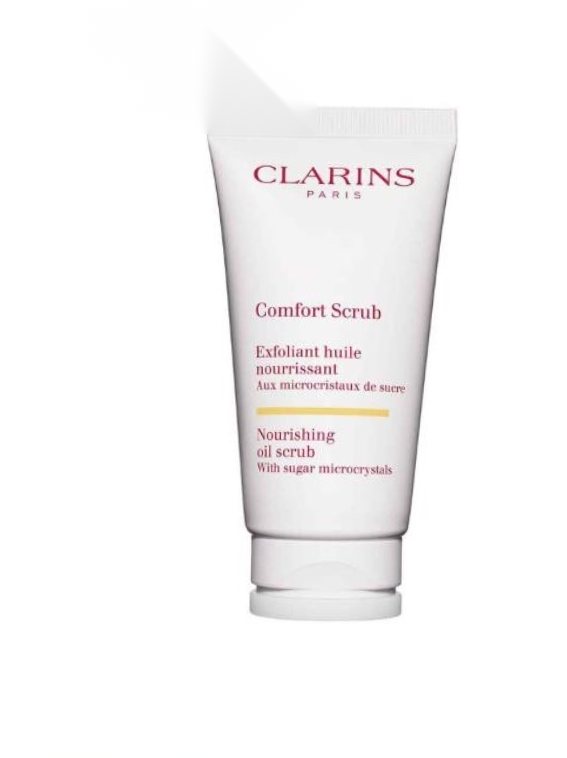 CLARINS
PARIS
Comfort Scrub
Exfoliant huile
nourrissant
Aux microcristaux de sucre
Nourishing
oil scrub
With sugar microcrystals